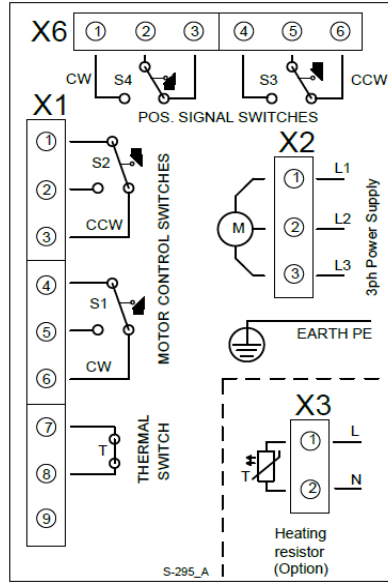 X6 1 2 3 4 5 6
CW S4 S3 CCW
POS. SIGNAL SWITCHES
X1
1
S2
2
CCW
3
4
S1
5
CW
6
MOTOR CONTROL SWITCHES
7
T
8
9
THERMAL
SWITCH
X2
1 L1
M 2 L2
3 L3
3ph Power Supply
EARTH PE
X3
1 L
T
2 N
Heating
resistor
(Option)
S-295_A